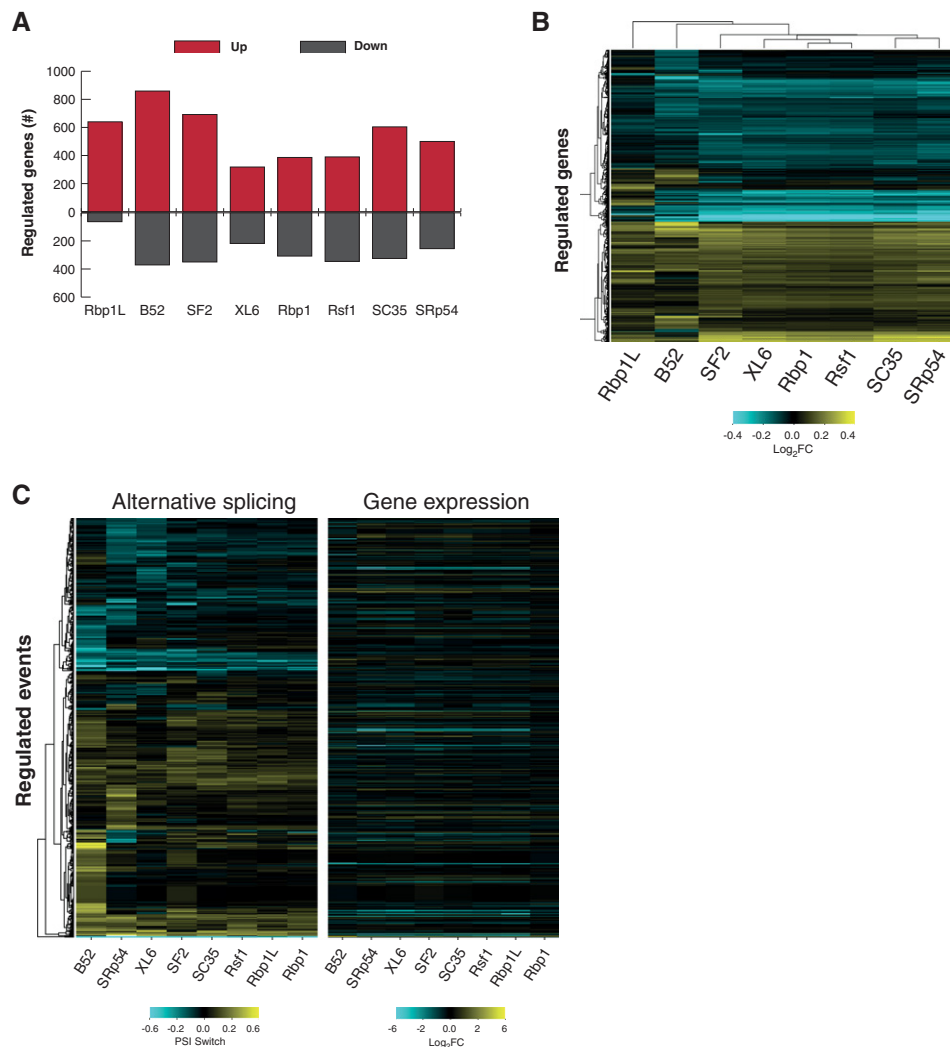 A
Up Down
Regulated genes (#)
1000
800
600
400
200
0
200
400
600
Rbp1L B52 SF2 XL6 Rbp1 Rsf1 SC35 SRp54
B
Regulated genes
Rbp1L B52 SF2 XL6 Rbp1 Rsf1 SC35 SRp54
-0.4 -0.2 0.0 0.2 0.4
Log2FC
C
Alternative splicing Gene expression
Regulated events
B52 SRp54 XL6 SF2 SC35 Rsf1 Rbp1L Rbp1 B52 SRp54 XL6 SF2 SC35 Rsf1 Rbp1L Rbp1
-0.6 -0.2 0.0 0.2 0.6 -6 -2 0 2 6
PSI Switch Log2FC